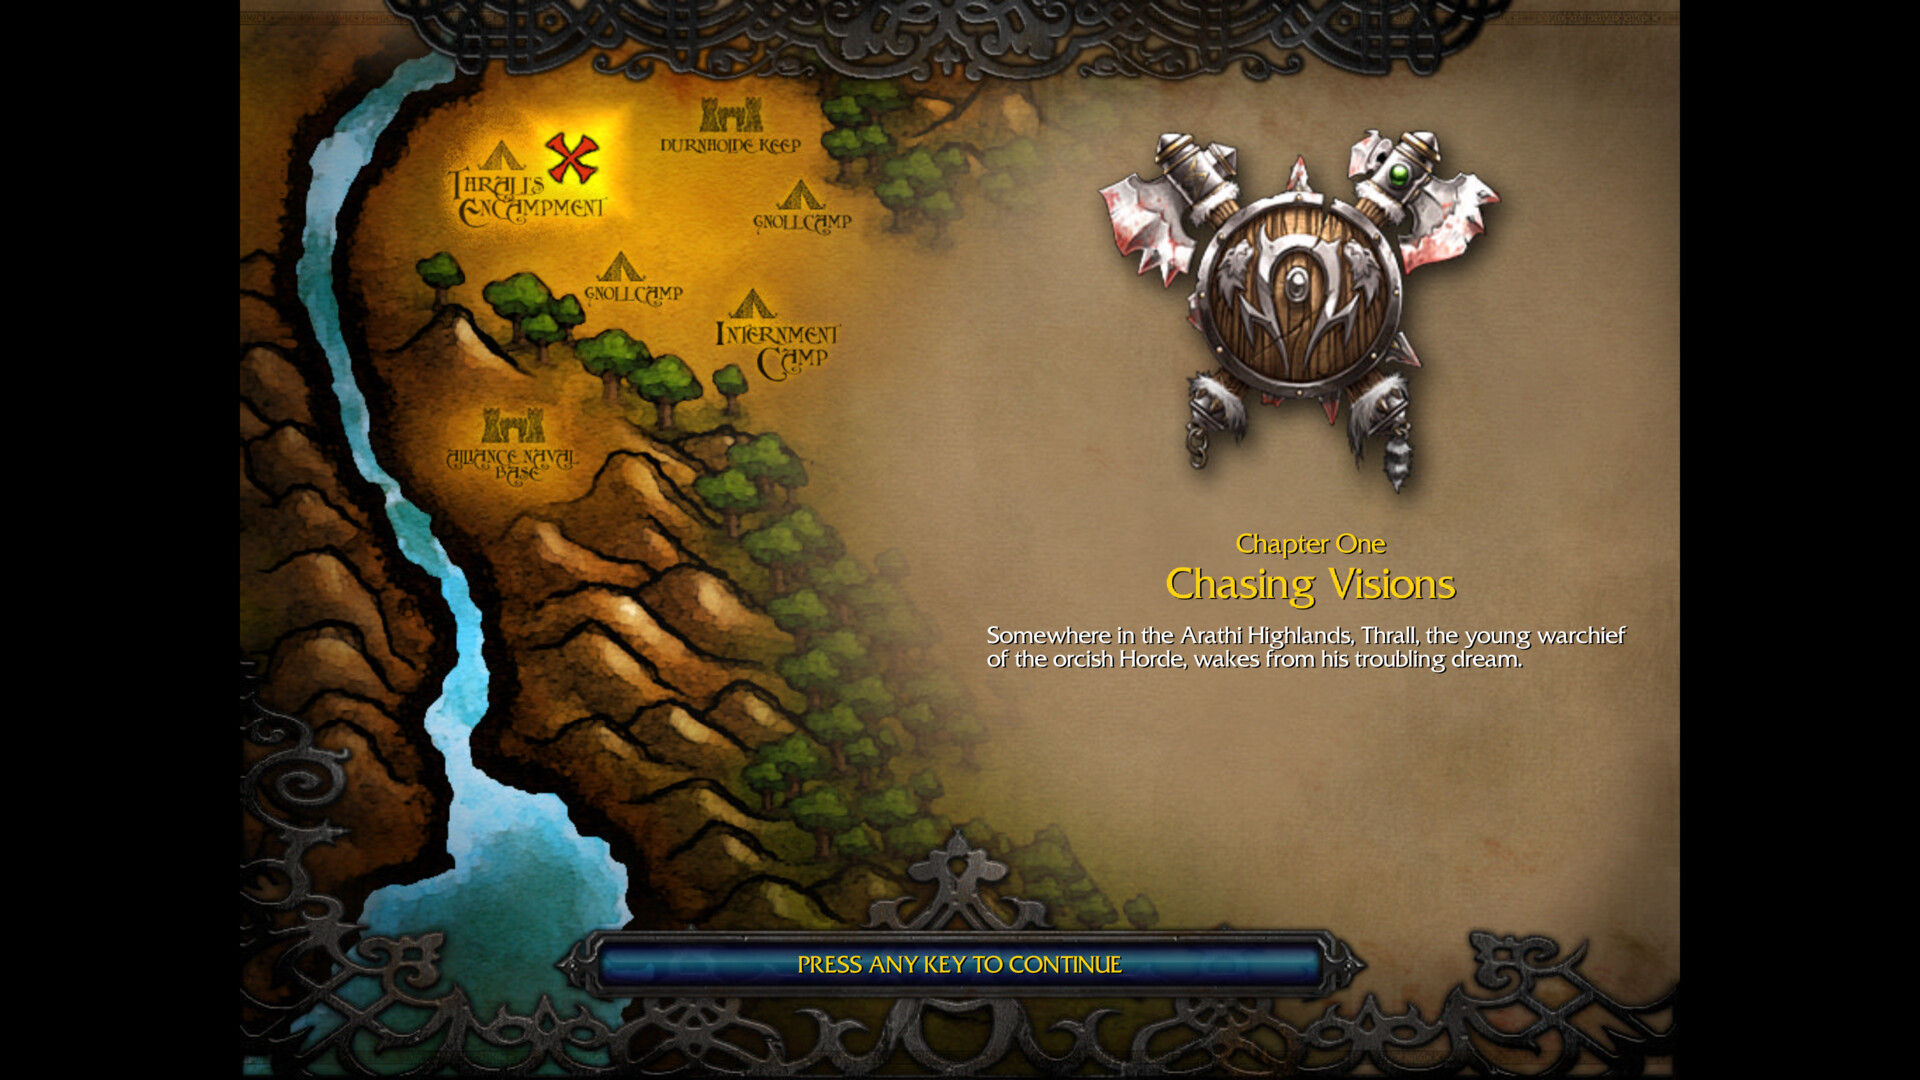 DURNHOLDE KEEP
THRALL'S
ENCAMPMENT
GNOLL CAMP
GNOLL CAMP
INTERNMENT
CAMP
ALLIANCE NAVAL
BASE
Chapter One
Chasing Visions
Somewhere in the Arathi Highlands, Thrall, the young warchief
of the orcish Horde, wakes from his troubling dream.
PRESS ANY KEY TO CONTINUE